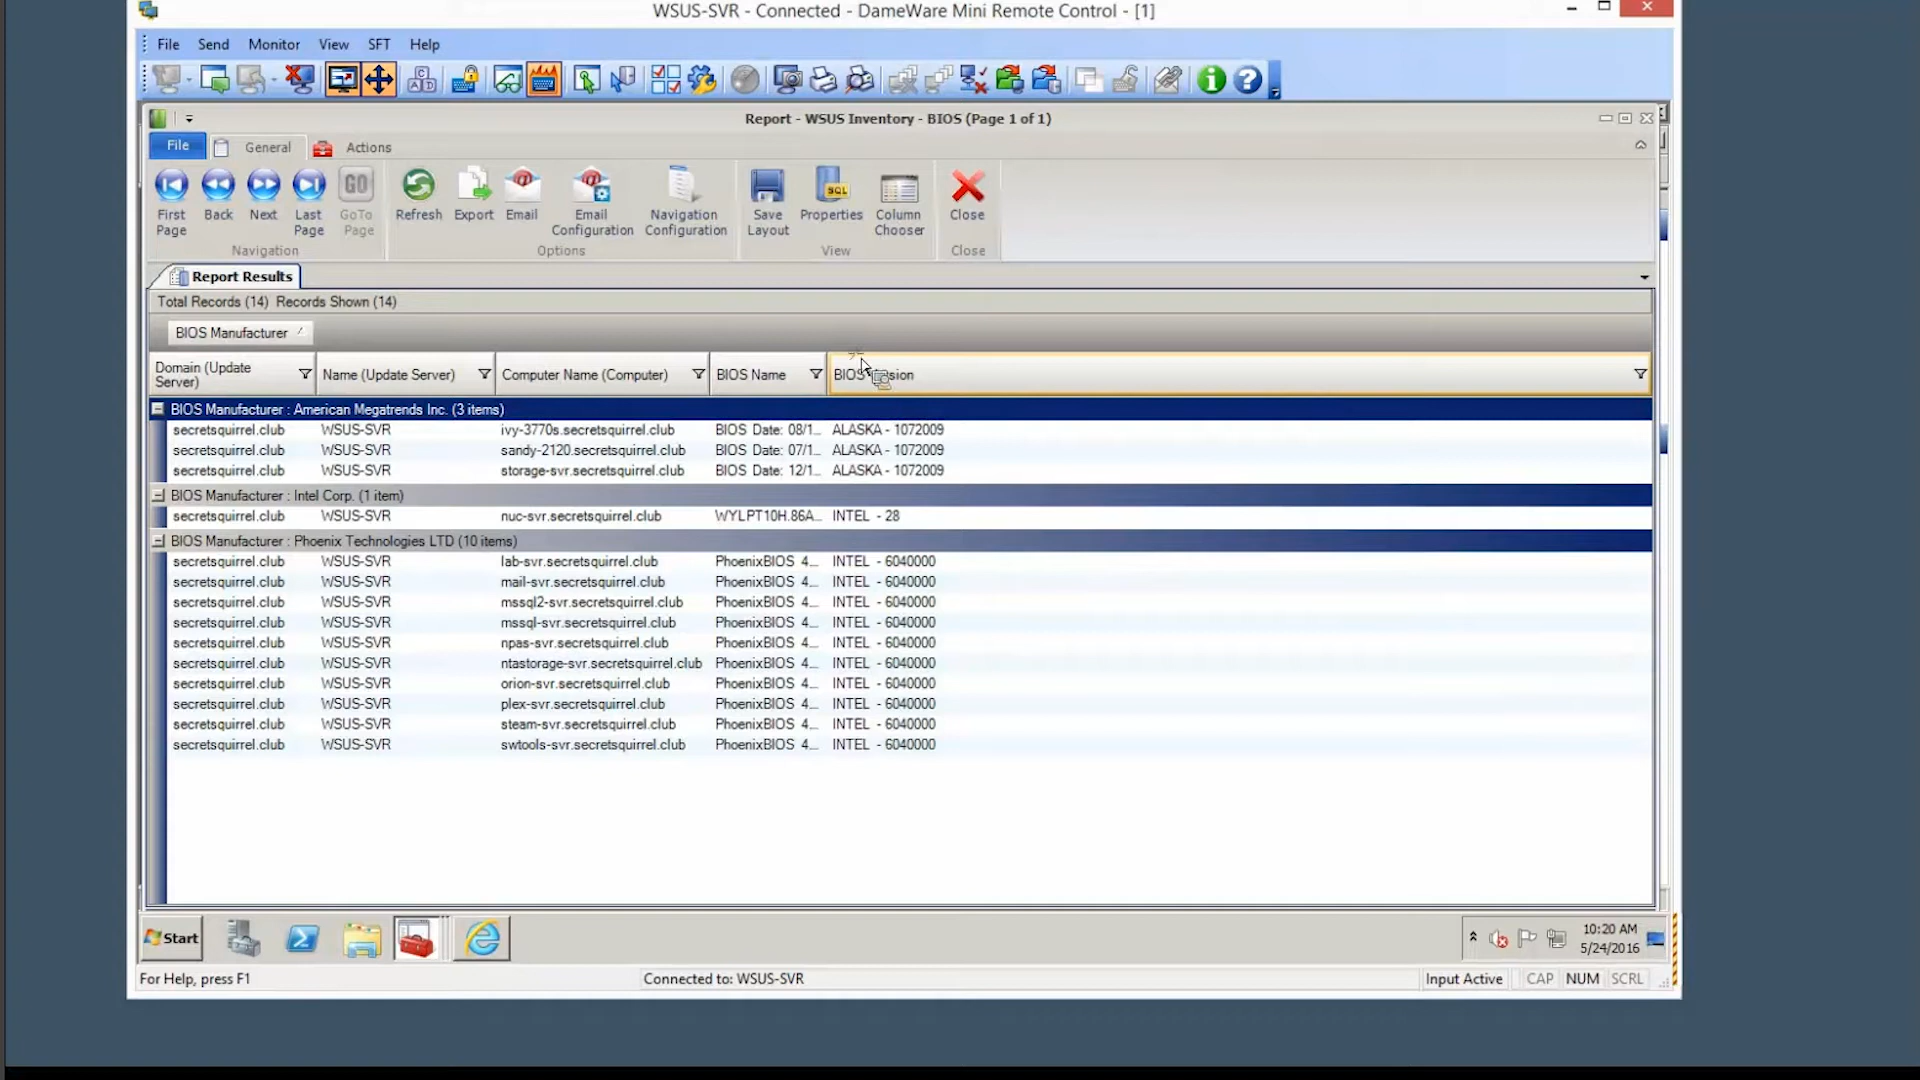 WSUS-SVR - Connected - DameWare Mini Remote Control - [1]
File Send Monitor View SFT Help
Report - WSUS Inventory - BIOS (Page 1 of 1)
File General Actions
GO
SQL
First Page Back Next Last Page GoTo Page Refresh Export Email Email Configuration Navigation Configuration Save Layout Properties Column Chooser Close
Navigation Options View Close
Report Results
Total Records (14) Records Shown (14)
BIOS Manufacturer
Domain (Update Server) Name (Update Server) Computer Name (Computer) BIOS Name
BIOS Manufacturer : American Megatrends Inc. (3 items)
secretsquirrel.club WSUS-SVR ivy-3770s.secretsquirrel.club BIOS Date: 08/1... ALASKA - 1072009
secretsquirrel.club WSUS-SVR sandy-2120.secretsquirrel.club BIOS Date: 07/1... ALASKA - 1072009
secretsquirrel.club WSUS-SVR storage-svr.secretsquirrel.club BIOS Date: 12/1... ALASKA - 1072009
BIOS Manufacturer : Intel Corp. (1 item)
secretsquirrel.club WSUS-SVR nuc-svr.secretsquirrel.club WYLPT10H.86A... INTEL - 28
BIOS Manufacturer : Phoenix Technologies LTD (10 items)
secretsquirrel.club WSUS-SVR lab-svr.secretsquirrel.club PhoenixBIOS 4... INTEL - 6040000
secretsquirrel.club WSUS-SVR mail-svr.secretsquirrel.club PhoenixBIOS 4... INTEL - 6040000
secretsquirrel.club WSUS-SVR mssql2-svr.secretsquirrel.club PhoenixBIOS 4... INTEL - 6040000
secretsquirrel.club WSUS-SVR mssql-svr.secretsquirrel.club PhoenixBIOS 4... INTEL - 6040000
secretsquirrel.club WSUS-SVR npas-svr.secretsquirrel.club PhoenixBIOS 4... INTEL - 6040000
secretsquirrel.club WSUS-SVR ntastorage-svr.secretsquirrel.club PhoenixBIOS 4... INTEL - 6040000
secretsquirrel.club WSUS-SVR orion-svr.secretsquirrel.club PhoenixBIOS 4... INTEL - 6040000
secretsquirrel.club WSUS-SVR plex-svr.secretsquirrel.club PhoenixBIOS 4... INTEL - 6040000
secretsquirrel.club WSUS-SVR steam-svr.secretsquirrel.club PhoenixBIOS 4... INTEL - 6040000
secretsquirrel.club WSUS-SVR swtools-svr.secretsquirrel.club PhoenixBIOS 4... INTEL - 6040000
Start
10:20 AM
5/24/2016
For Help, press F1 Connected to: WSUS-SVR Input Active CAP NUM SCRL